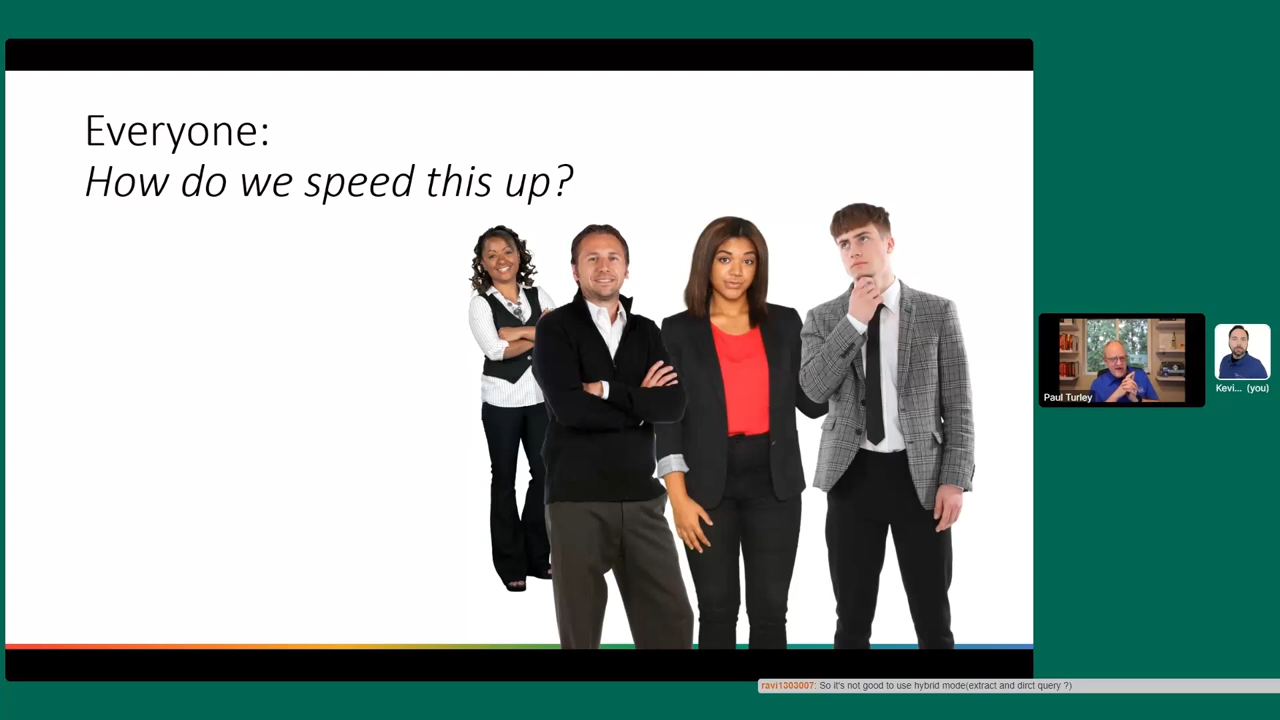 Everyone:
How do we speed this up?
Paul Turley
Kevi... (you)
ravi1303007: So it's not good to use hybrid mode(extract and dirct query ?)